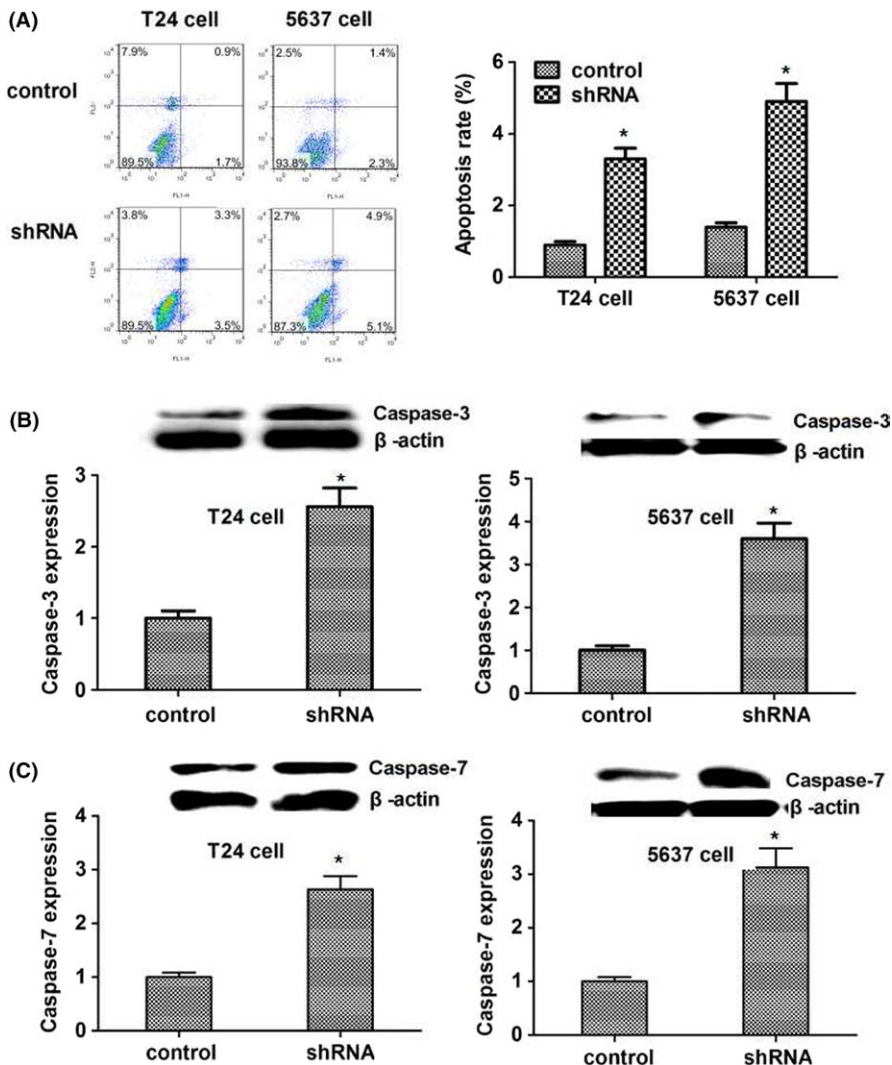 (A)
T24 cell
5637 cell
control
shRNA
7.9%
0.9%
89.5%
1.7%
2.5%
1.4%
93.8%
2.3%
3.8%
3.3%
89.5%
3.5%
2.7%
4.9%
87.3%
5.1%
FL1-H
FL1-H
FL2-H
FL1-H
FL1-H
Apoptosis rate (%)
6
4
2
0
control
shRNA
*
*
T24 cell
5637 cell
(B)
Caspase-3
β -actin
Caspase-3 expression
3
2
1
0
T24 cell
*
control
shRNA
Caspase-3
β -actin
Caspase-3 expression
5
4
3
2
1
0
5637 cell
*
control
shRNA
(C)
Caspase-7
β -actin
Caspase-7 expression
4
3
2
1
0
T24 cell
*
control
shRNA
Caspase-7
β -actin
Caspase-7 expression
4
3
2
1
0
5637 cell
*
control
shRNA